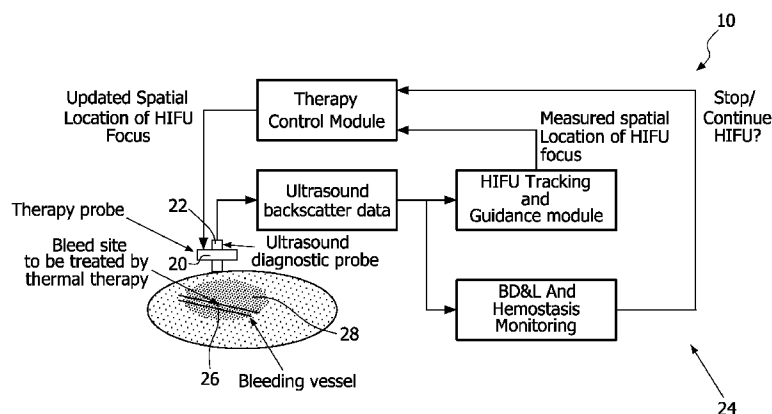 10
Updated Spatial
Location of HIFU
Focus
Therapy
Control Module
Stop/
Continue
HIFU?
Measured spatial
Location of HIFU
focus
Ultrasound
backscatter data
HIFU Tracking
and
Guidance module
22
Therapy probe
20
Ultrasound
diagnostic probe
Bleed site
to be treated by
thermal therapy
BD&L And
Hemostasis
Monitoring
28
26
Bleeding vessel
24